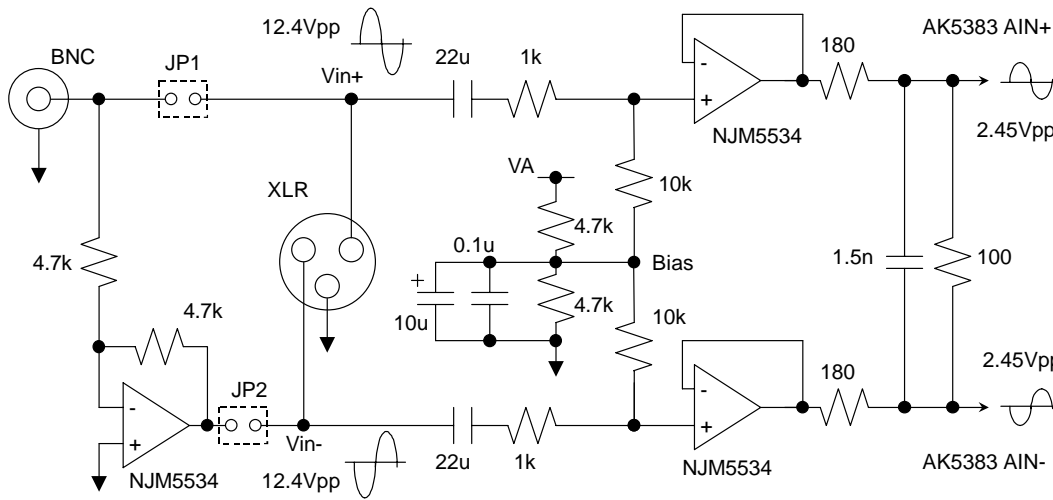 12.4Vpp
BNC
JP1
Vin+
22u
1k
-
+
NJM5534
180
AK5383 AIN+
2.45Vpp
XLR
VA
4.7k
10k
4.7k
0.1u
Bias
+
10u
4.7k
10k
1.5n
100
4.7k
JP2
-
+
NJM5534
Vin-
12.4Vpp
22u
1k
-
+
NJM5534
180
2.45Vpp
AK5383 AIN-